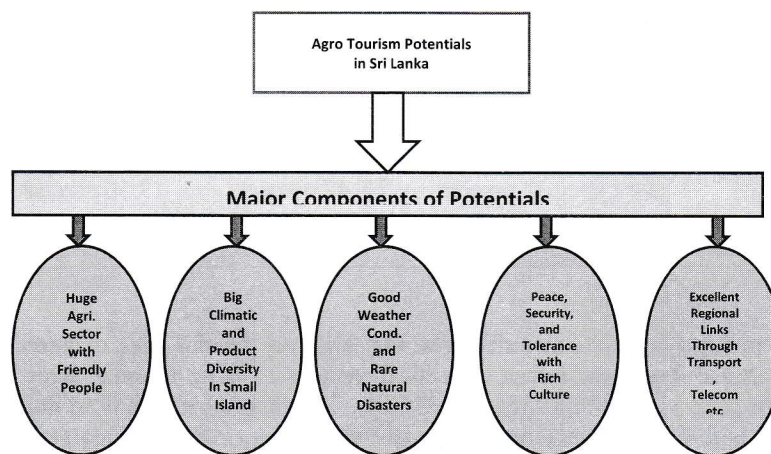 Agro Tourism Potentials
in Sri Lanka
Major Components of Potentials
Huge
Agri.
Sector
with
Friendly
People
Big
Climatic
and
Product
Diversity
In Small
Island
Good
Weather
Cond.
and
Rare
Natural
Disasters
Peace,
Security,
and
Tolerance
with
Rich
Culture
Excellent
Regional
Links
Through
Transport
,
Telecom
etc